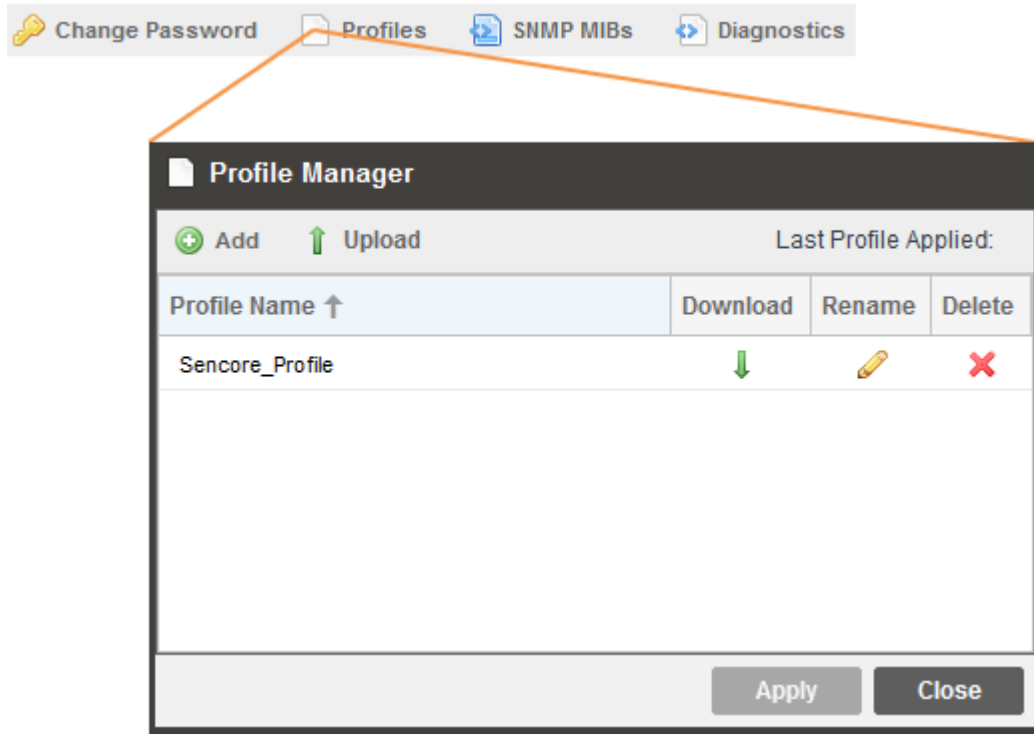 Change Password Profiles SNMP MIBs Diagnostics
Profile Manager
Add Upload Last Profile Applied:
Profile Name Download Rename Delete
Sencore_Profile
Apply Close